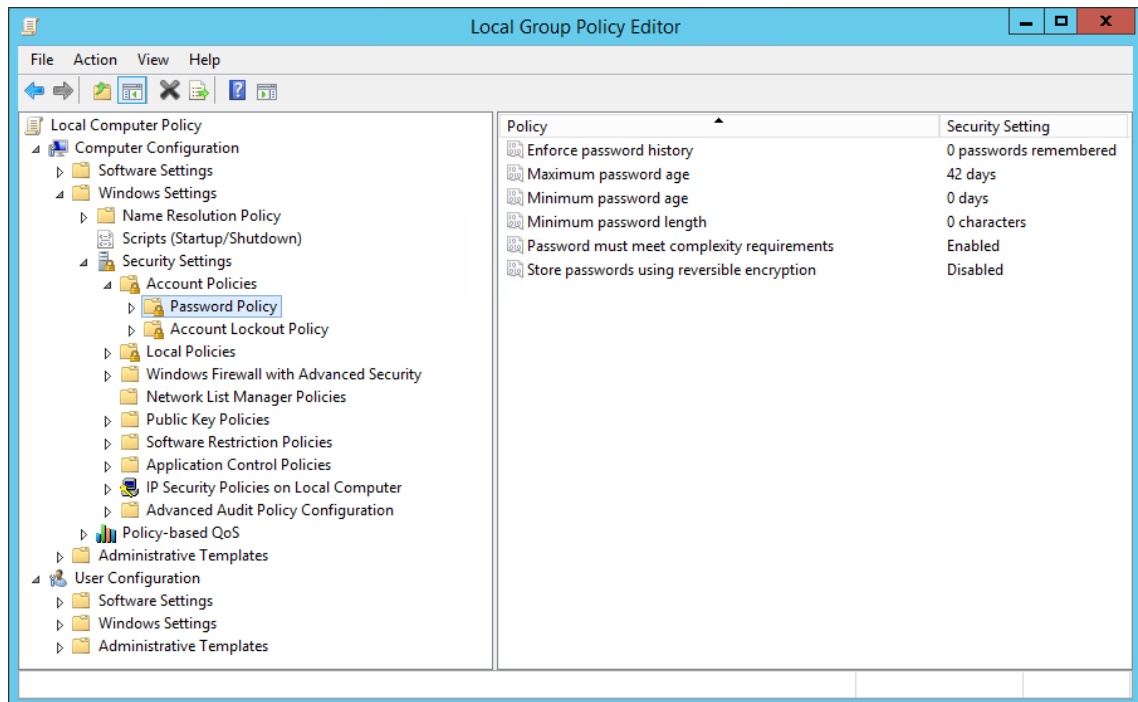 Local Group Policy Editor
File Action View Help
Local Computer Policy
Computer Configuration
Software Settings
Windows Settings
Name Resolution Policy
Scripts (Startup/Shutdown)
Security Settings
Account Policies
Password Policy
Account Lockout Policy
Local Policies
Windows Firewall with Advanced Security
Network List Manager Policies
Public Key Policies
Software Restriction Policies
Application Control Policies
IP Security Policies on Local Computer
Advanced Audit Policy Configuration
Policy-based QoS
Administrative Templates
User Configuration
Software Settings
Windows Settings
Administrative Templates
Policy Security Setting
Enforce password history 0 passwords remembered
Maximum password age 42 days
Minimum password age 0 days
Minimum password length 0 characters
Password must meet complexity requirements Enabled
Store passwords using reversible encryption Disabled